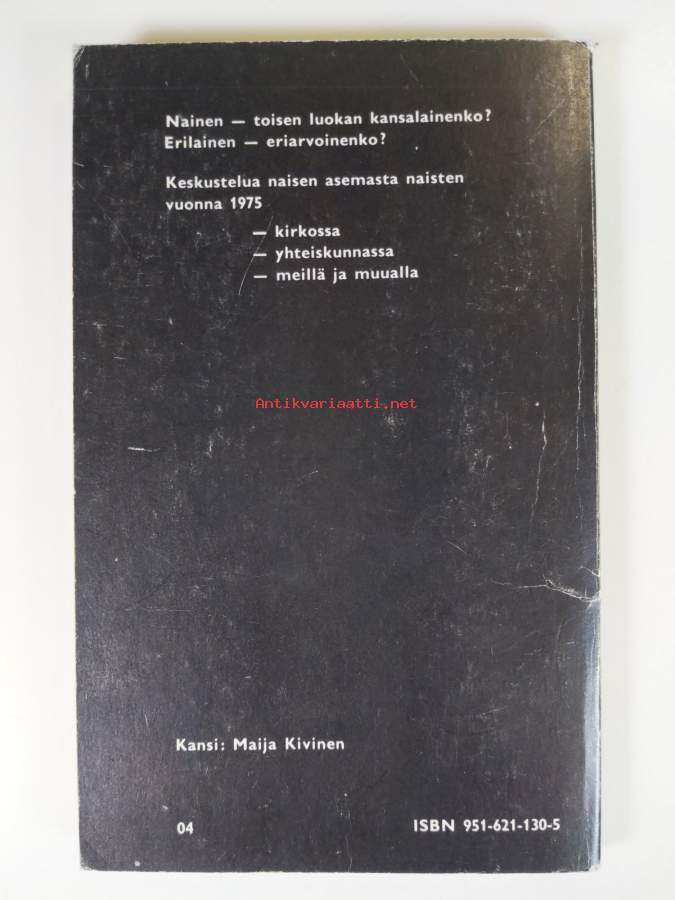 Nainen — toisen luokan kansalainenko?
Erilainen — eriarvoinenko?
Keskustelua naisen asemasta naisten
vuonna 1975
— kirkossa
— yhteiskunnassa
— meillä ja muualla
Antikvariaatti.net
Kansi: Maija Kivinen
04
ISBN 951-621-130-5